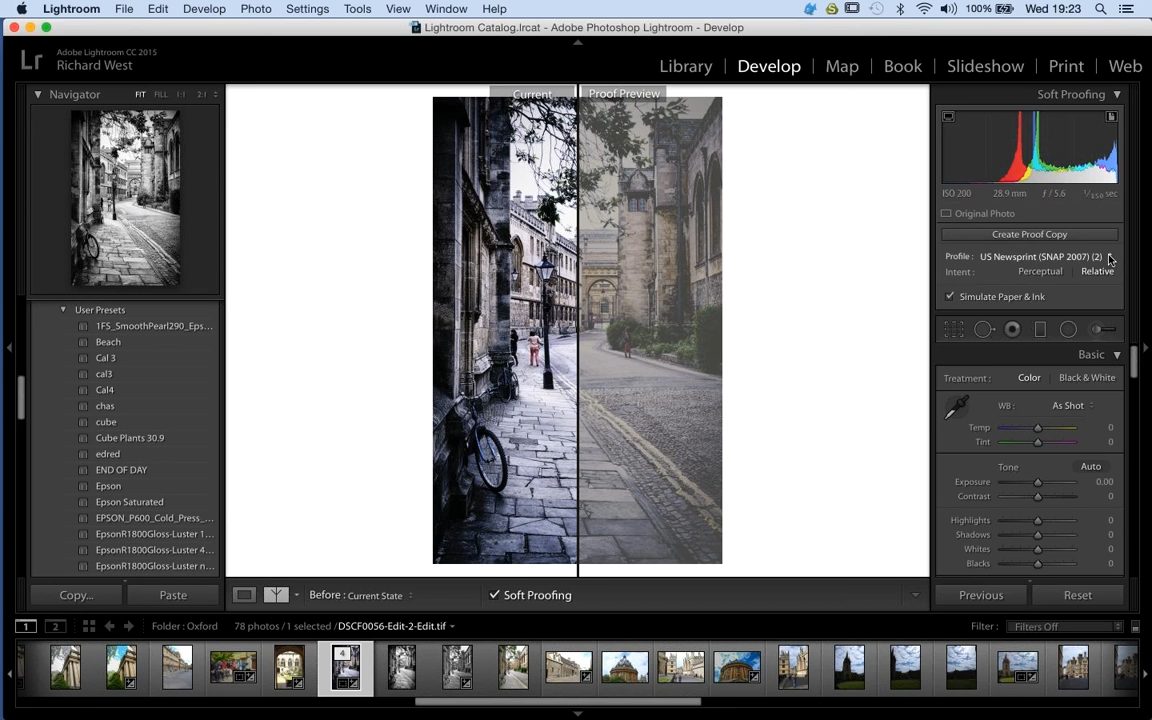 Lightroom File Edit Develop Photo Settings Tools View Window Help 100% Wed 19:23
Lightroom Catalog.lrcat - Adobe Photoshop Lightroom - Develop
Lr Adobe Lightroom CC 2015
Richard West
Library | Develop | Map | Book | Slideshow | Print | Web
Navigator FIT FILL 1:1 2:1
Current Proof Preview
Soft Proofing
ISO 200 28.9 mm f / 5.6 1/150 sec
Original Photo
Create Proof Copy
Profile : US Newsprint (SNAP 2007) (2)
Intent : Perceptual Relative
Simulate Paper & Ink
User Presets
1FS_SmoothPearl290_Eps...
Beach
Cal 3
cal3
Cal4
chas
cube
Cube Plants 30.9
edred
END OF DAY
Epson
Epson Saturated
EPSON_P600_Cold_Press_...
EpsonR1800Gloss-Luster 1...
EpsonR1800Gloss-Luster 4...
EpsonR1800Gloss-Luster n...
Basic
Treatment : Color Black & White
WB : As Shot
Temp 0
Tint 0
Tone Auto
Exposure 0.00
Contrast 0
Highlights 0
Shadows 0
Whites 0
Blacks 0
Copy... Paste
Before : Current State Soft Proofing
Previous Reset
1 2 Folder : Oxford 78 photos / 1 selected / DSCF0056-Edit-2-Edit.tif Filter : Filters Off
4